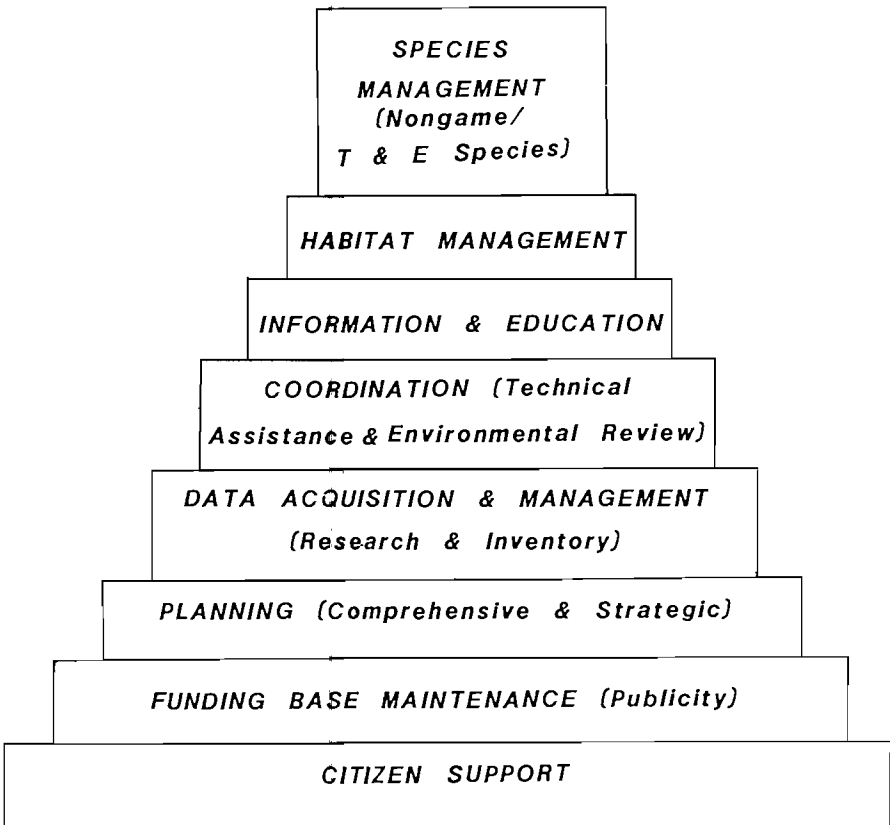 SPECIES
MANAGEMENT
(Nongame/
T & E Species)
HABITAT MANAGEMENT
INFORMATION & EDUCATION
COORDINATION (Technical
Assistance & Environmental Review)
DATA ACQUISITION & MANAGEMENT
(Research & Inventory)
PLANNING (Comprehensive & Strategic)
FUNDING BASE MAINTENANCE (Publicity)
CITIZEN SUPPORT